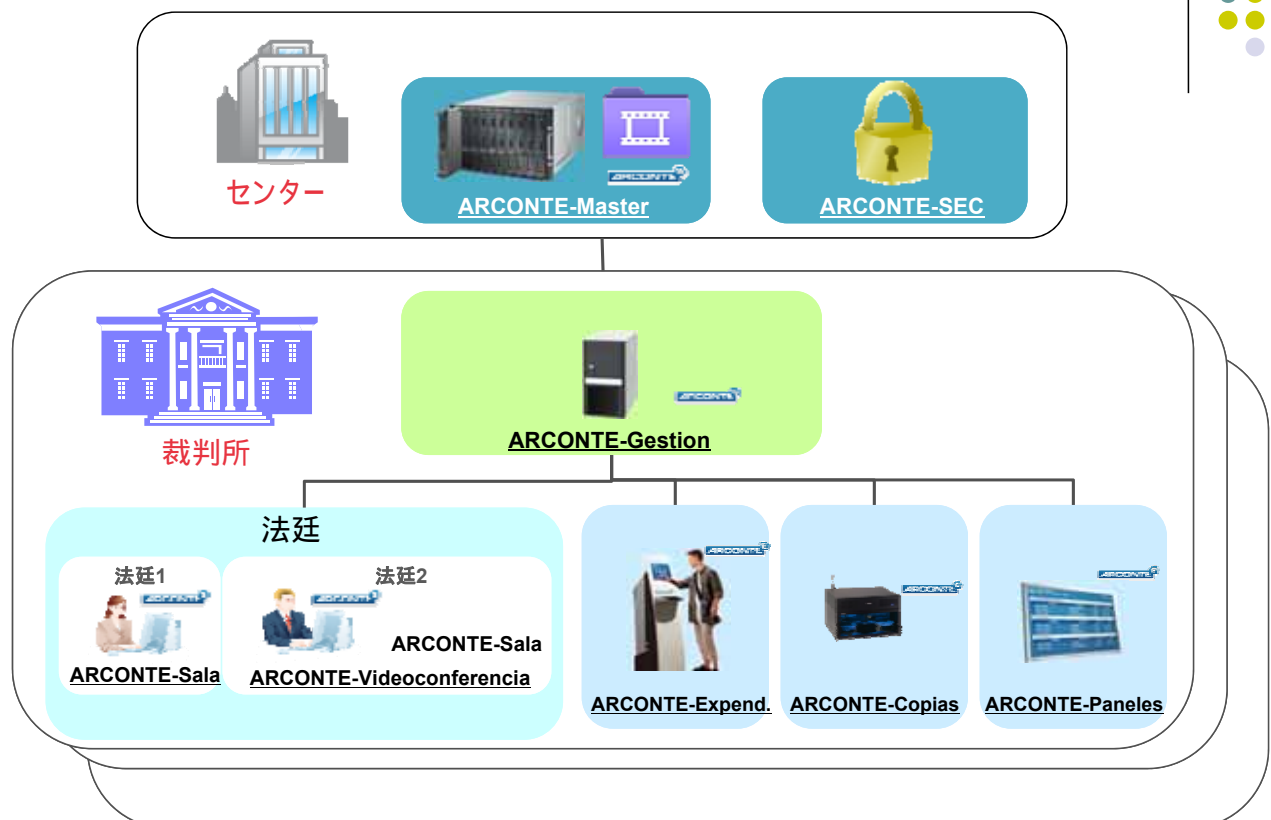 センター
ARCONTE-Master
ARCONTE-SEC
裁判所
ARCONTE-Gestion
法廷
法廷1
法廷2
ARCONTE-Sala
ARCONTE-Sala
ARCONTE-Videoconferencia
ARCONTE-Expend.
ARCONTE-Copias
ARCONTE-Paneles